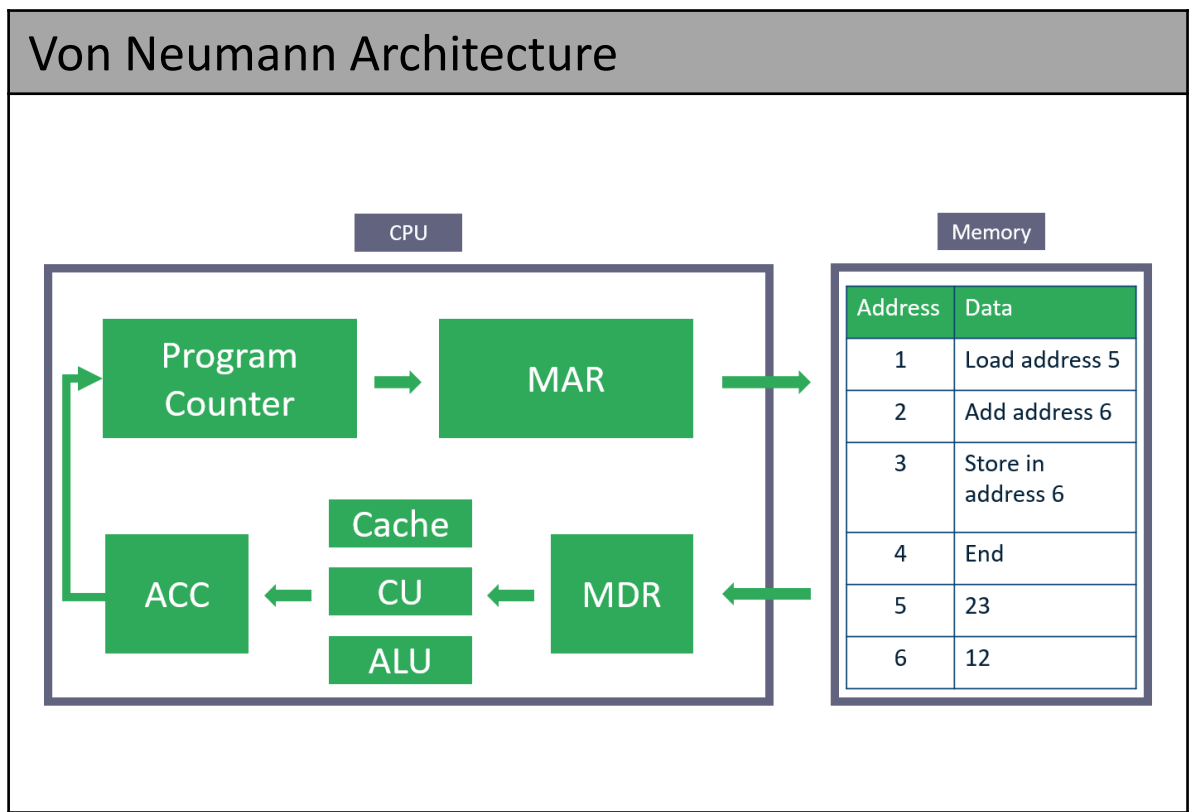 Von Neumann Architecture
CPU
Memory
Program
Counter
MAR
Cache
ACC
CU
MDR
ALU
Address Data
1 Load address 5
2 Add address 6
3 Store in
address 6
4 End
5 23
6 12